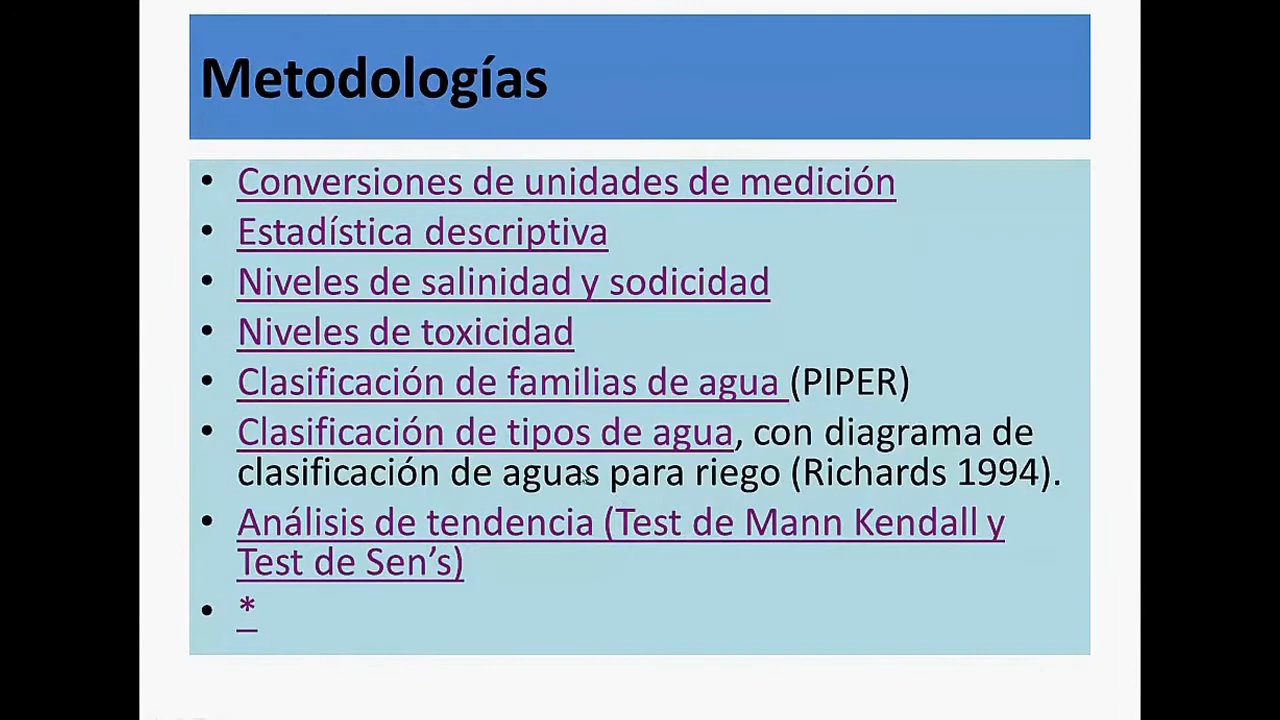 Metodologías
• Conversiones de unidades de medición
• Estadística descriptiva
• Niveles de salinidad y sodicidad
• Niveles de toxicidad
• Clasificación de familias de agua (PIPER)
• Clasificación de tipos de agua, con diagrama de
clasificación de aguas para riego (Richards 1994).
• Análisis de tendencia (Test de Mann Kendall y
Test de Sen’s)
• *